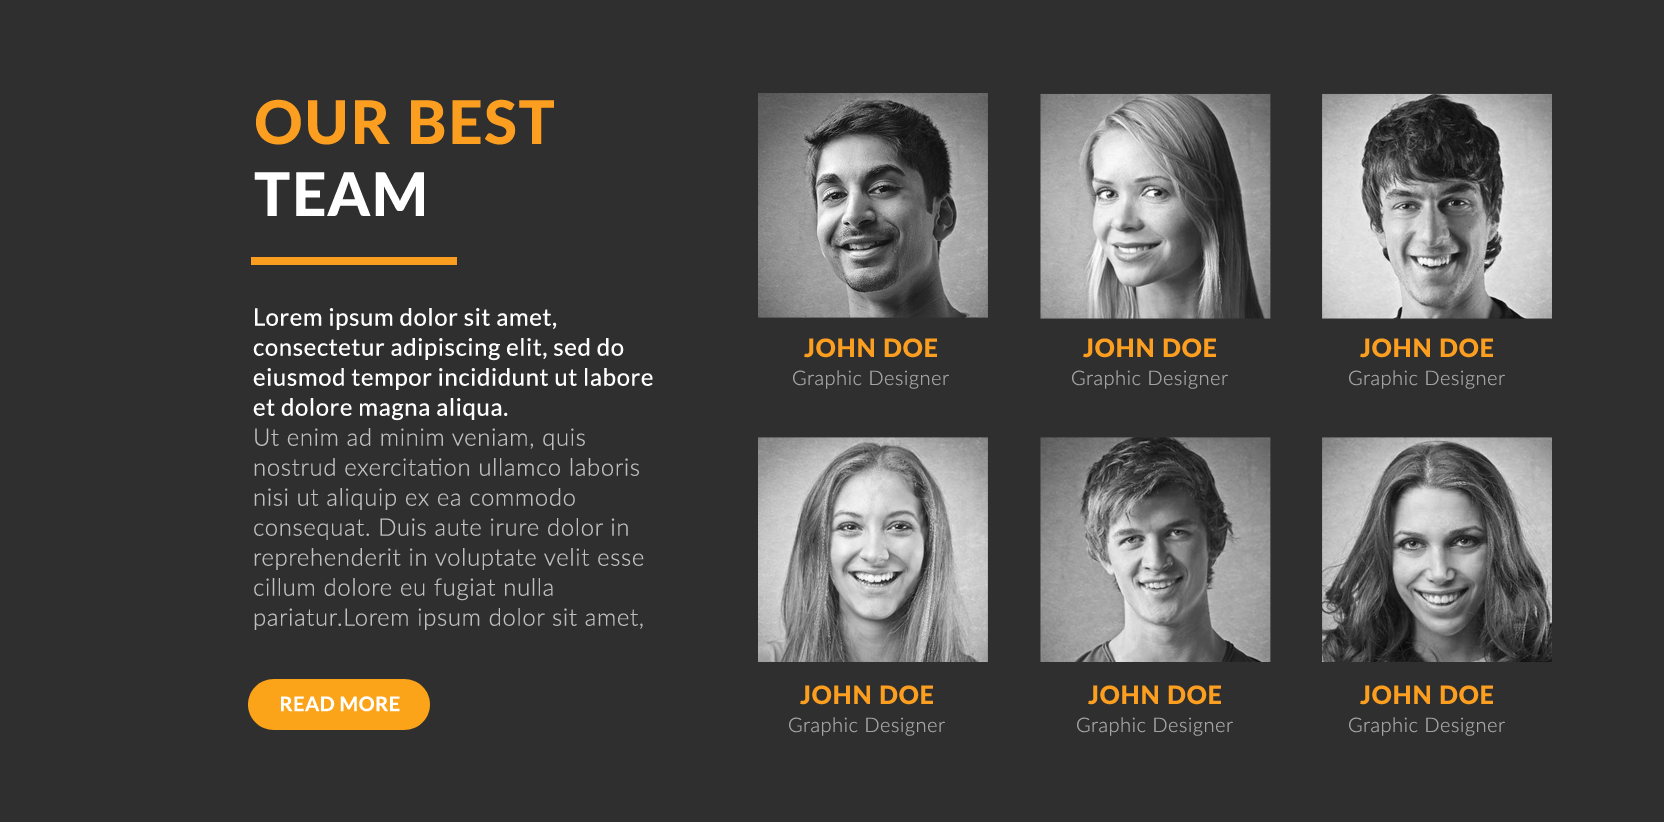 OUR BEST
TEAM
Lorem ipsum dolor sit amet,
consectetur adipiscing elit, sed do
eiusmod tempor incididunt ut labore
et dolore magna aliqua.
Ut enim ad minim veniam, quis
nostrud exercitation ullamco laboris
nisi ut aliquip ex ea commodo
consequat. Duis aute irure dolor in
reprehenderit in voluptate velit esse
cillum dolore eu fugiat nulla
pariatur.Lorem ipsum dolor sit amet,
READ MORE
JOHN DOE
Graphic Designer
JOHN DOE
Graphic Designer
JOHN DOE
Graphic Designer
JOHN DOE
Graphic Designer
JOHN DOE
Graphic Designer
JOHN DOE
Graphic Designer